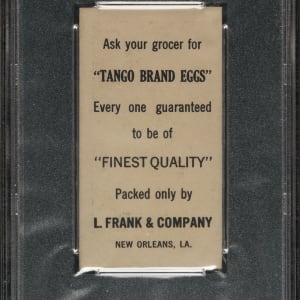 Ask your grocer for
"TANGO BRAND EGGS"
Every one guaranteed
to be of
"FINEST QUALITY"
Packed only by
L. FRANK & COMPANY
NEW ORLEANS, LA.